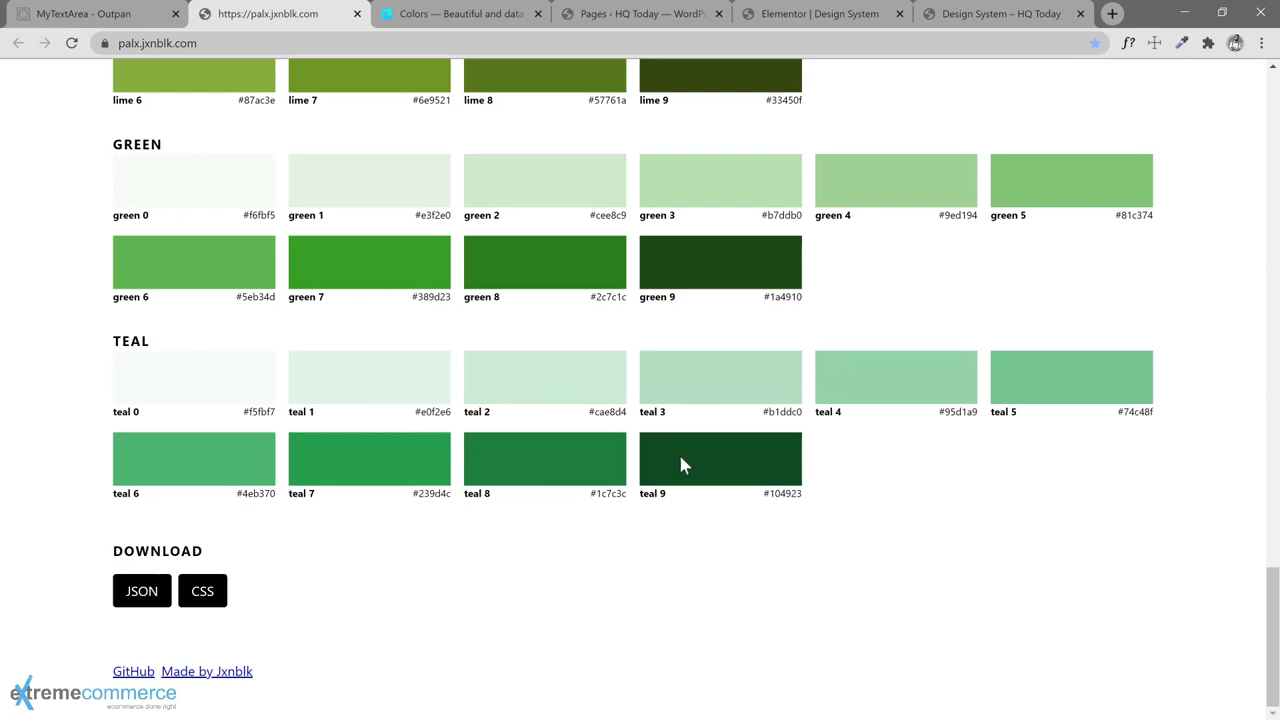 MyTextArea - Outpan
https://palx.jxnblk.com
Colors — Beautiful and data
Pages ‹ HQ Today — WordPr
Elementor | Design System
Design System – HQ Today
palx.jxnblk.com
lime 6 #87ac3e lime 7 #6e9521 lime 8 #57761a lime 9 #33450f
GREEN
green 0 #f6fbf5 green 1 #e3f2e0 green 2 #cee8c9 green 3 #b7ddb0 green 4 #9ed194 green 5 #81c374
green 6 #5eb34d green 7 #389d23 green 8 #2c7c1c green 9 #1a4910
TEAL
teal 0 #f5fbf7 teal 1 #e0f2e6 teal 2 #cae8d4 teal 3 #b1ddc0 teal 4 #95d1a9 teal 5 #74c48f
teal 6 #4eb370 teal 7 #239d4c teal 8 #1c7c3c teal 9 #104923
DOWNLOAD
JSON CSS
GitHub Made by Jxnblk
extremecommerce
ecommerce done right